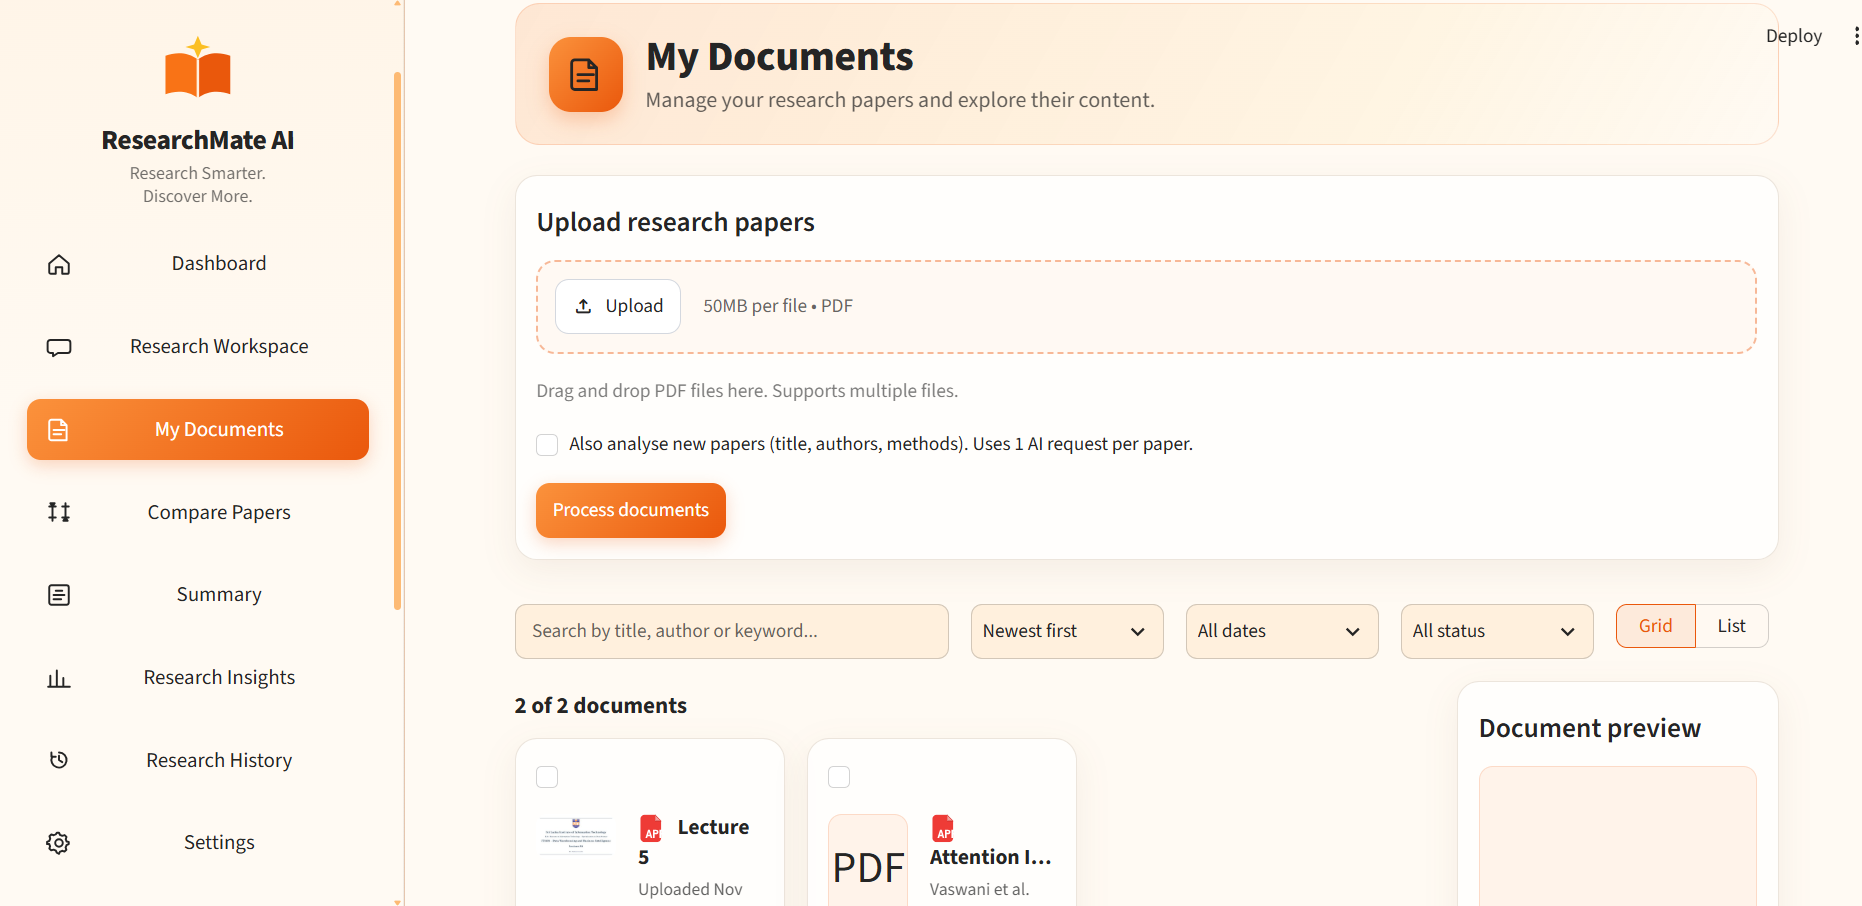 ResearchMate AI
Research Smarter.
Discover More.
Dashboard
Research Workspace
My Documents
Compare Papers
Summary
Research Insights
Research History
Settings
Deploy
My Documents
Manage your research papers and explore their content.
Upload research papers
Upload
50MB per file • PDF
Drag and drop PDF files here. Supports multiple files.
Also analyse new papers (title, authors, methods). Uses 1 AI request per paper.
Process documents
Search by title, author or keyword...
Newest first
All dates
All status
Grid
List
2 of 2 documents
Lecture
5
Uploaded Nov
PDF
Attention I...
Vaswani et al.
Document preview